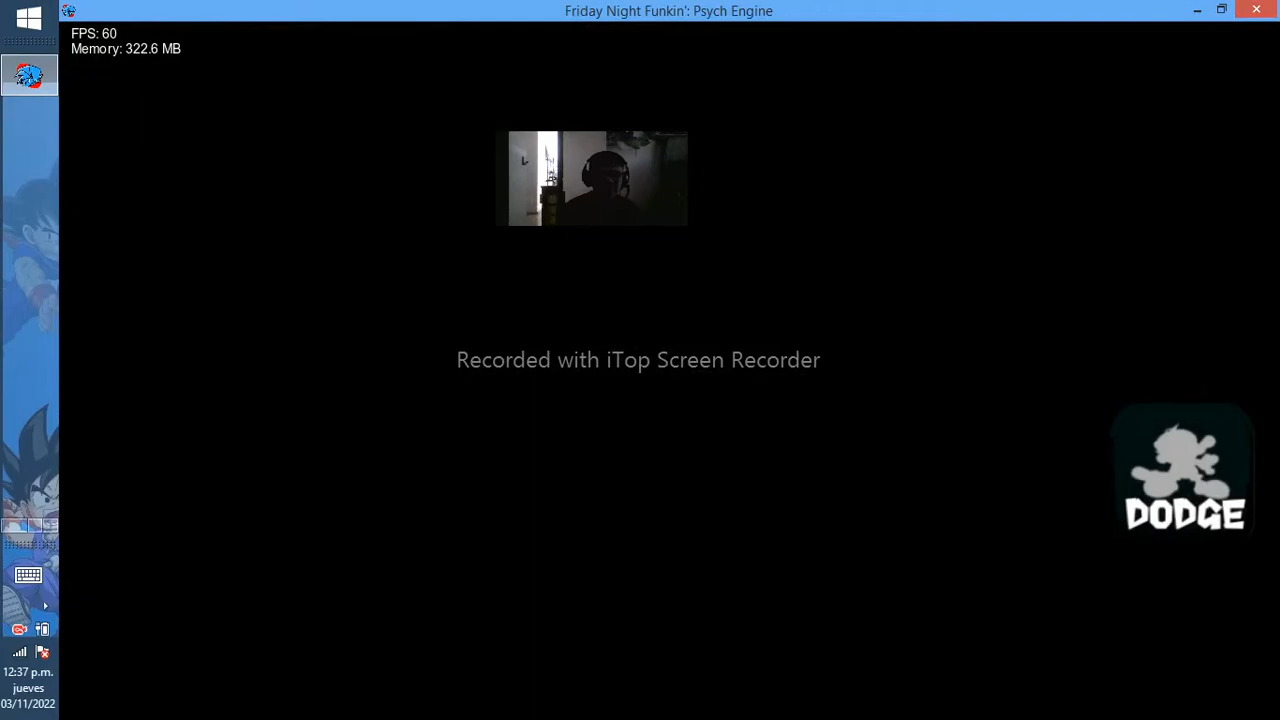 Friday Night Funkin': Psych Engine
FPS: 60
Memory: 322.6 MB
Recorded with iTop Screen Recorder
DODGE
12:37 p.m.
jueves
03/11/2022